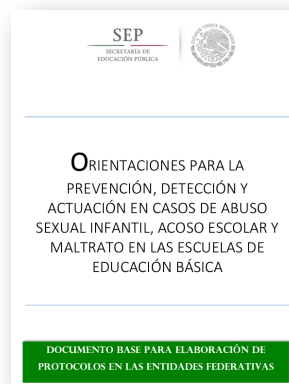 SEP
SECRETARÍA DE
EDUCACIÓN PÚBLICA
ORIENTACIONES PARA LA
PREVENCIÓN, DETECCIÓN Y
ACTUACIÓN EN CASOS DE ABUSO
SEXUAL INFANTIL, ACOSO ESCOLAR Y
MALTRATO EN LAS ESCUELAS DE
EDUCACIÓN BÁSICA
DOCUMENTO BASE PARA ELABORACIÓN DE
PROTOCOLOS EN LAS ENTIDADES FEDERATIVAS